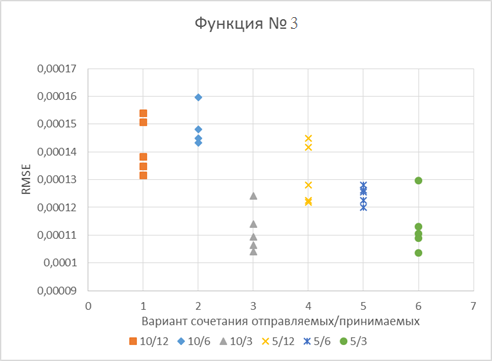 Функция № 3
0,00017
0,00016
0,00015
0,00014
0,00013
0,00012
0,00011
0,0001
0,00009
RMSE
0 1 2 3 4 5 6 7
Вариант сочетания отправляемых/принимаемых
10/12 10/6 10/3 5/12 5/6 5/3